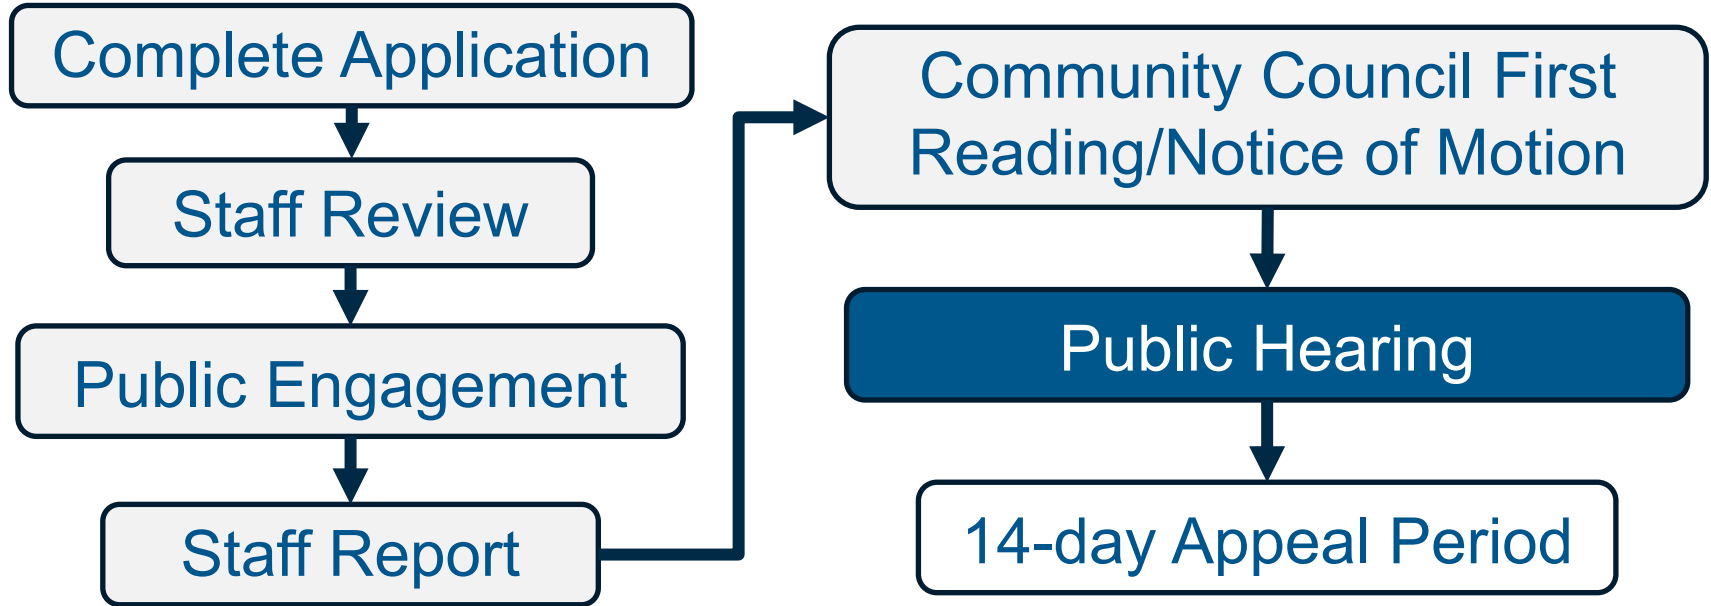 Complete Application
Staff Review
Public Engagement
Staff Report
Community Council First
Reading/Notice of Motion
Public Hearing
14-day Appeal Period